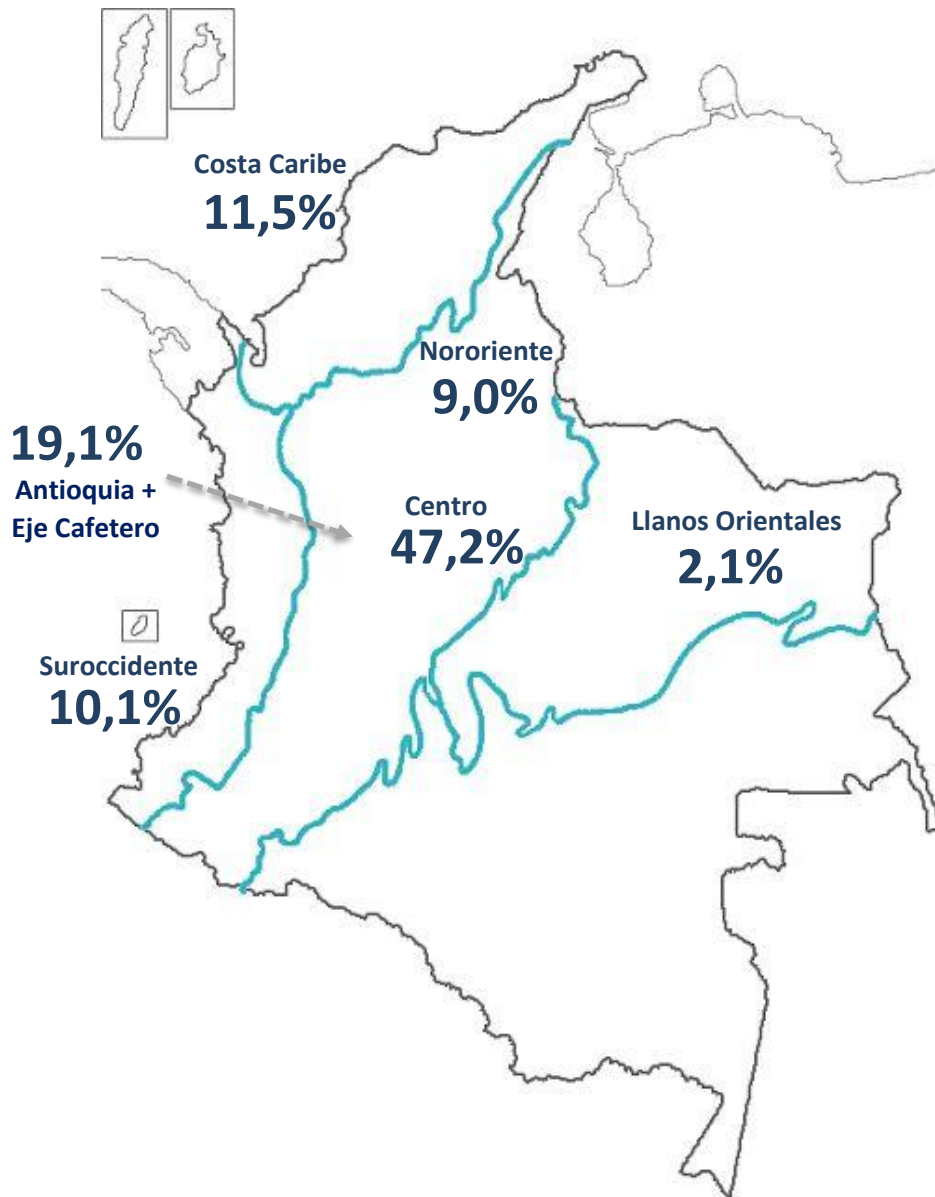 Costa Caribe
11,5%
Nororiente
9,0%
19,1%
Antioquia +
Eje Cafetero
Centro
47,2%
Llanos Orientales
2,1%
Suroccidente
10,1%